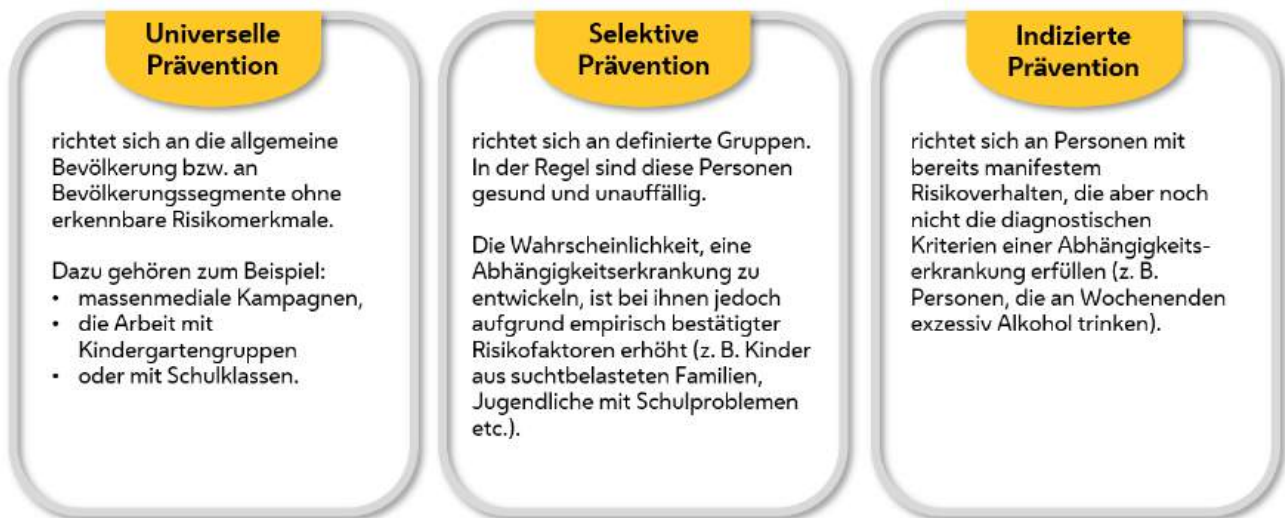 Universelle
Prävention
richtet sich an die allgemeine
Bevölkerung bzw. an
Bevölkerungssegmente ohne
erkennbare Risikomerkmale.
Dazu gehören zum Beispiel:
• massenmediale Kampagnen,
• die Arbeit mit
Kindergartengruppen
• oder mit Schulklassen.
Selektive
Prävention
richtet sich an definierte Gruppen.
In der Regel sind diese Personen
gesund und unauffällig.
Die Wahrscheinlichkeit, eine
Abhängigkeitserkrankung zu
entwickeln, ist bei ihnen jedoch
aufgrund empirisch bestätigter
Risikofaktoren erhöht (z. B. Kinder
aus suchtbelasteten Familien,
Jugendliche mit Schulproblemen
etc.).
Indizierte
Prävention
richtet sich an Personen mit
bereits manifestem
Risikoverhalten, die aber noch
nicht die diagnostischen
Kriterien einer Abhängigkeits-
erkrankung erfüllen (z. B.
Personen, die an Wochenenden
exzessiv Alkohol trinken).